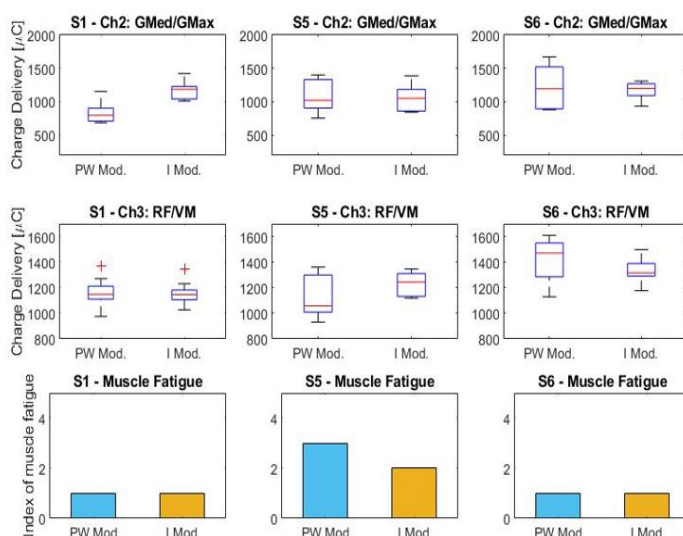 S1 - Ch2: GMed/GMax
S5 - Ch2: GMed/GMax
S6 - Ch2: GMed/GMax
Charge Delivery [μC]
2000
1500
1000
500
2000
1500
1000
500
2000
1500
1000
500
PW Mod.
I Mod.
PW Mod.
I Mod.
PW Mod.
I Mod.
S1 - Ch3: RF/VM
S5 - Ch3: RF/VM
S6 - Ch3: RF/VM
Charge Delivery [μC]
1600
1400
1200
1000
800
1600
1400
1200
1000
800
1600
1400
1200
1000
800
PW Mod.
I Mod.
PW Mod.
I Mod.
PW Mod.
I Mod.
S1 - Muscle Fatigue
S5 - Muscle Fatigue
S6 - Muscle Fatigue
Index of muscle fatigue
4
2
0
4
2
0
4
2
0
PW Mod.
I Mod.
PW Mod.
I Mod.
PW Mod.
I Mod.